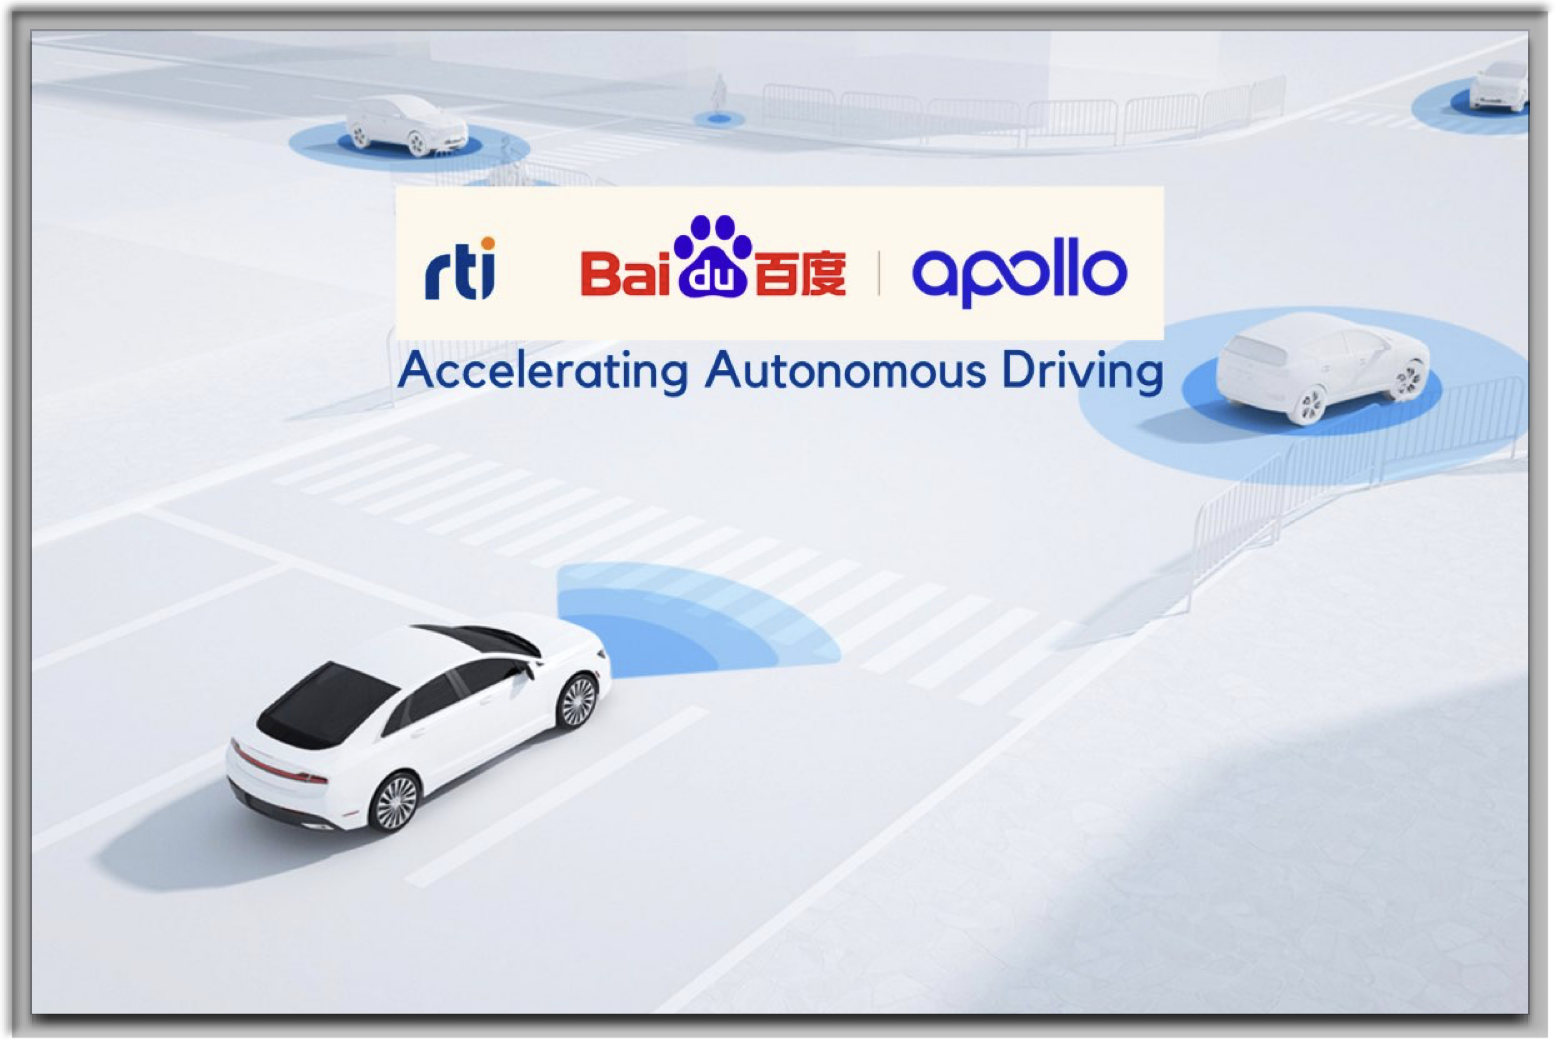 rti Baidu百度 apollo
Accelerating Autonomous Driving